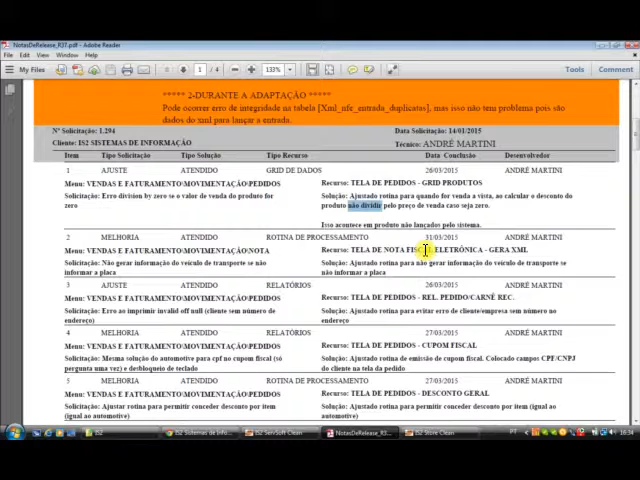 NotasDeRelease_R37.pdf - Adobe Reader
File Edit View Window Help
My Files
1 / 4
133%
Tools Comment
***** 2-DURANTE A ADAPTAÇÃO *****
Pode ocorrer erro de integridade na tabela [Xml_nfe_entrada_duplicatas], mas isso não tem problema pois são
dados do xml para lançar a entrada.
Nº Solicitação: 1.294 Data Solicitação: 14/01/2015
Cliente: IS2 SISTEMAS DE INFORMAÇÃO Técnico: ANDRÉ MARTINI
Item Tipo Solicitação Tipo Solução Tipo Recurso Data Conclusão Desenvolvedor
1 AJUSTE ATENDIDO GRID DE DADOS 26/03/2015 ANDRÉ MARTINI
Menu: VENDAS E FATURAMENTO\MOVIMENTAÇÃO\PEDIDOS Recurso: TELA DE PEDIDOS - GRID PRODUTOS
Solicitação: Erro division by zero se o valor de venda do produto for
zero
Solução: Ajustado rotina para quando for venda a vista, ao calcular o desconto do
produto não dividir pelo preço de venda caso seja zero.
Isso acontece em produto não lançados pelo sistema.
2 MELHORIA ATENDIDO ROTINA DE PROCESSAMENTO 31/03/2015 ANDRÉ MARTINI
Menu: VENDAS E FATURAMENTO\MOVIMENTAÇÃO\NOTA Recurso: TELA DE NOTA FISCAL ELETRÔNICA - GERA XML
Solicitação: Não gerar informação do veículo de transporte se não
informar a placa
Solução: Ajustado rotina para não gerar informação do veículo de transporte se
não informar a placa
3 AJUSTE ATENDIDO RELATÓRIOS 26/03/2015 ANDRÉ MARTINI
Menu: VENDAS E FATURAMENTO\MOVIMENTAÇÃO\PEDIDOS Recurso: TELA DE PEDIDOS - REL. PEDIDO/CARNÊ REC.
Solicitação: Erro ao imprimir invalid off null (cliente sem número no
endereço)
Solução: Ajustado rotina para evitar erro de cliente/empresa sem número no
endereço
4 MELHORIA ATENDIDO RELATÓRIOS 27/03/2015 ANDRÉ MARTINI
Menu: VENDAS E FATURAMENTO\MOVIMENTAÇÃO\PEDIDOS Recurso: TELA DE PEDIDOS - CUPOM FISCAL
Solicitação: Mesma solução do automotive para cpf no cupom fiscal (só
pergunta uma vez) e desbloqueio de teclado
Solução: Ajustado rotina de emissão de cupom fiscal. Colocado campos CPF/CNPJ
do cliente na tela da pedido
5 MELHORIA ATENDIDO ROTINA DE PROCESSAMENTO 27/03/2015 ANDRÉ MARTINI
Menu: VENDAS E FATURAMENTO\MOVIMENTAÇÃO\PEDIDOS Recurso: TELA DE PEDIDOS - DESCONTO GERAL
Solicitação: Ajustar rotina para permitir conceder desconto por item
(igual ao automotive)
Solução: Ajustado rotina para permitir conceder desconto por item (igual ao
automotive)
IS2 IS2 Sistemas de Info... IS2 ServSoft Clean NotasDeRelease_R37... IS2 Store Clean PT 16:34